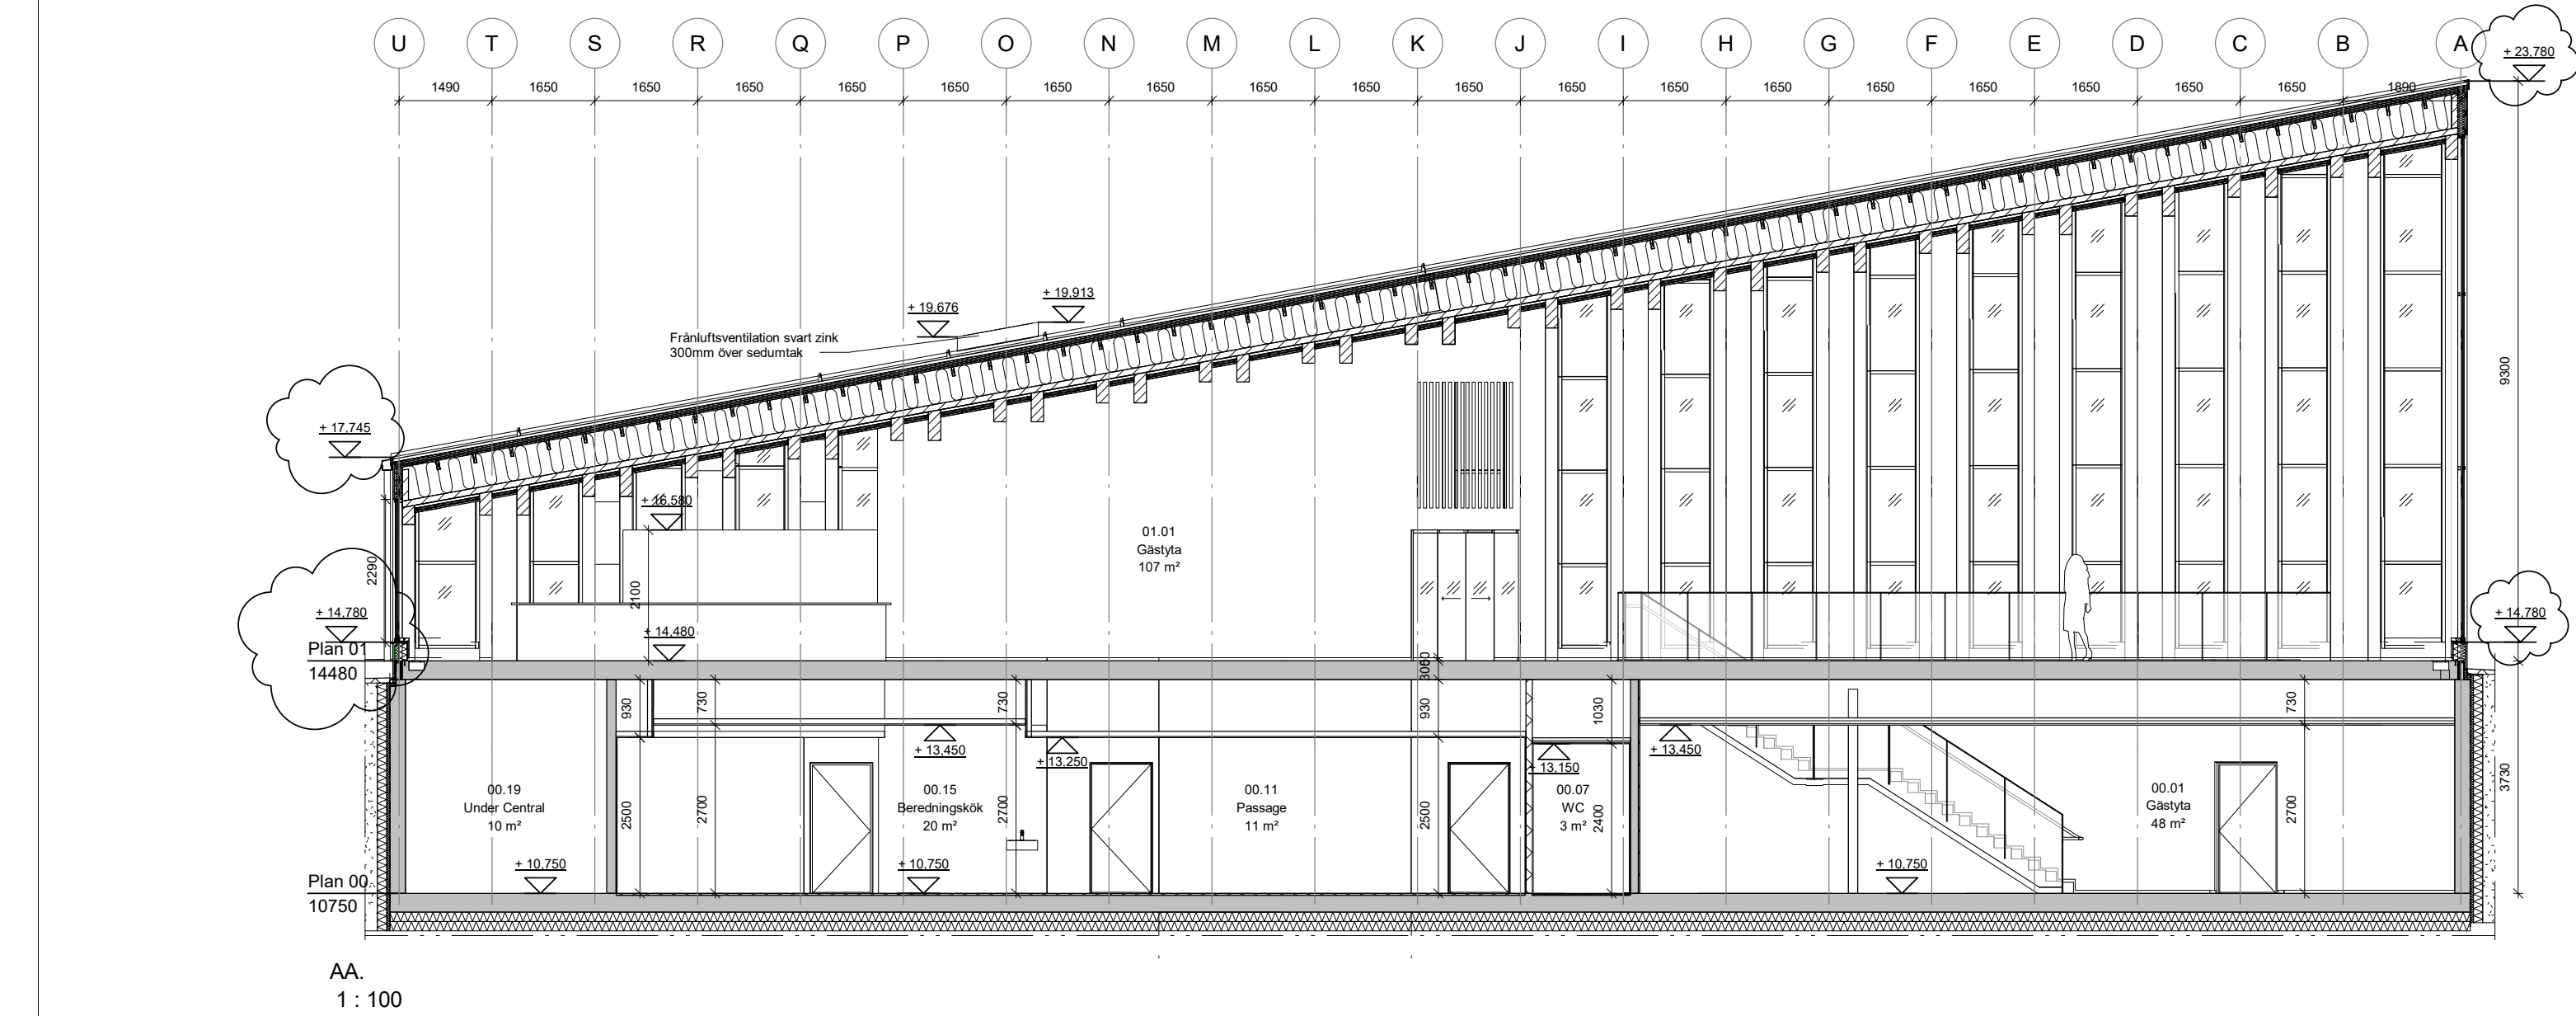 U T S R Q P O N M L K J I H G F E D C B A
+ 23,780
1490 1650 1650 1650 1650 1650 1650 1650 1650 1650 1650 1650 1650 1650 1650 1650 1650 1650 1650 1890
+ 19,676
+ 19,913
Frånluftsventilation svart zink
300mm över sedumtak
9300
+ 17,745
+ 16,580
01.01
Gästyta
107 m²
2290
2100
+ 14,780
+ 14,480
+ 14,780
Plan 01
14480
930
730
730
930
1030
730
+ 13,450
+ 13,250
+ 13,150
+ 13,450
00.19
Under Central
10 m²
2500
2700
00.15
Beredningskök
20 m²
2700
00.11
Passage
11 m²
2500
00.07
WC
3 m²
2400
00.01
Gästyta
48 m²
2700
3730
+ 10,750
+ 10,750
+ 10,750
Plan 00
10750
AA.
1 : 100